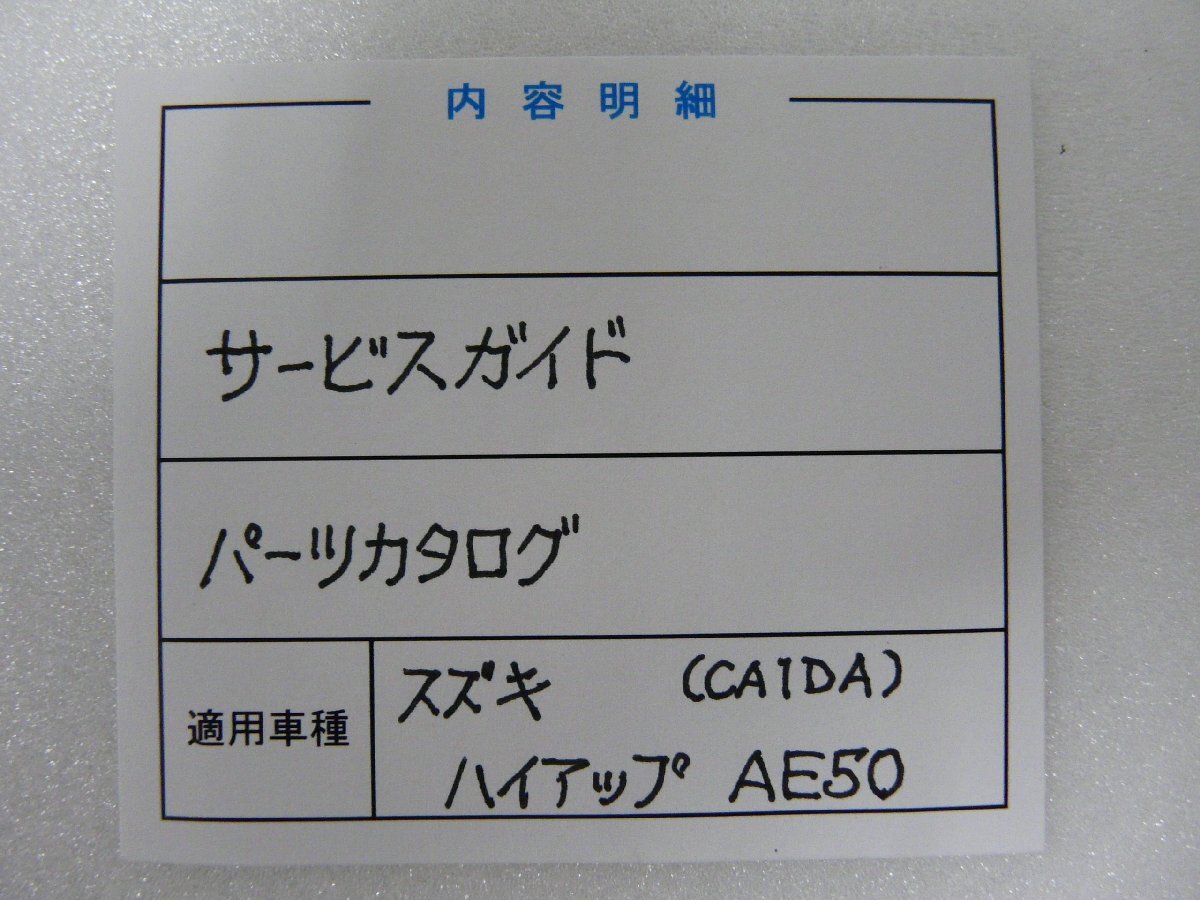 内容明細
サービスガイド
パーツカタログ
適用車種
スズキ (CA1DA)
ハイアップ AE50